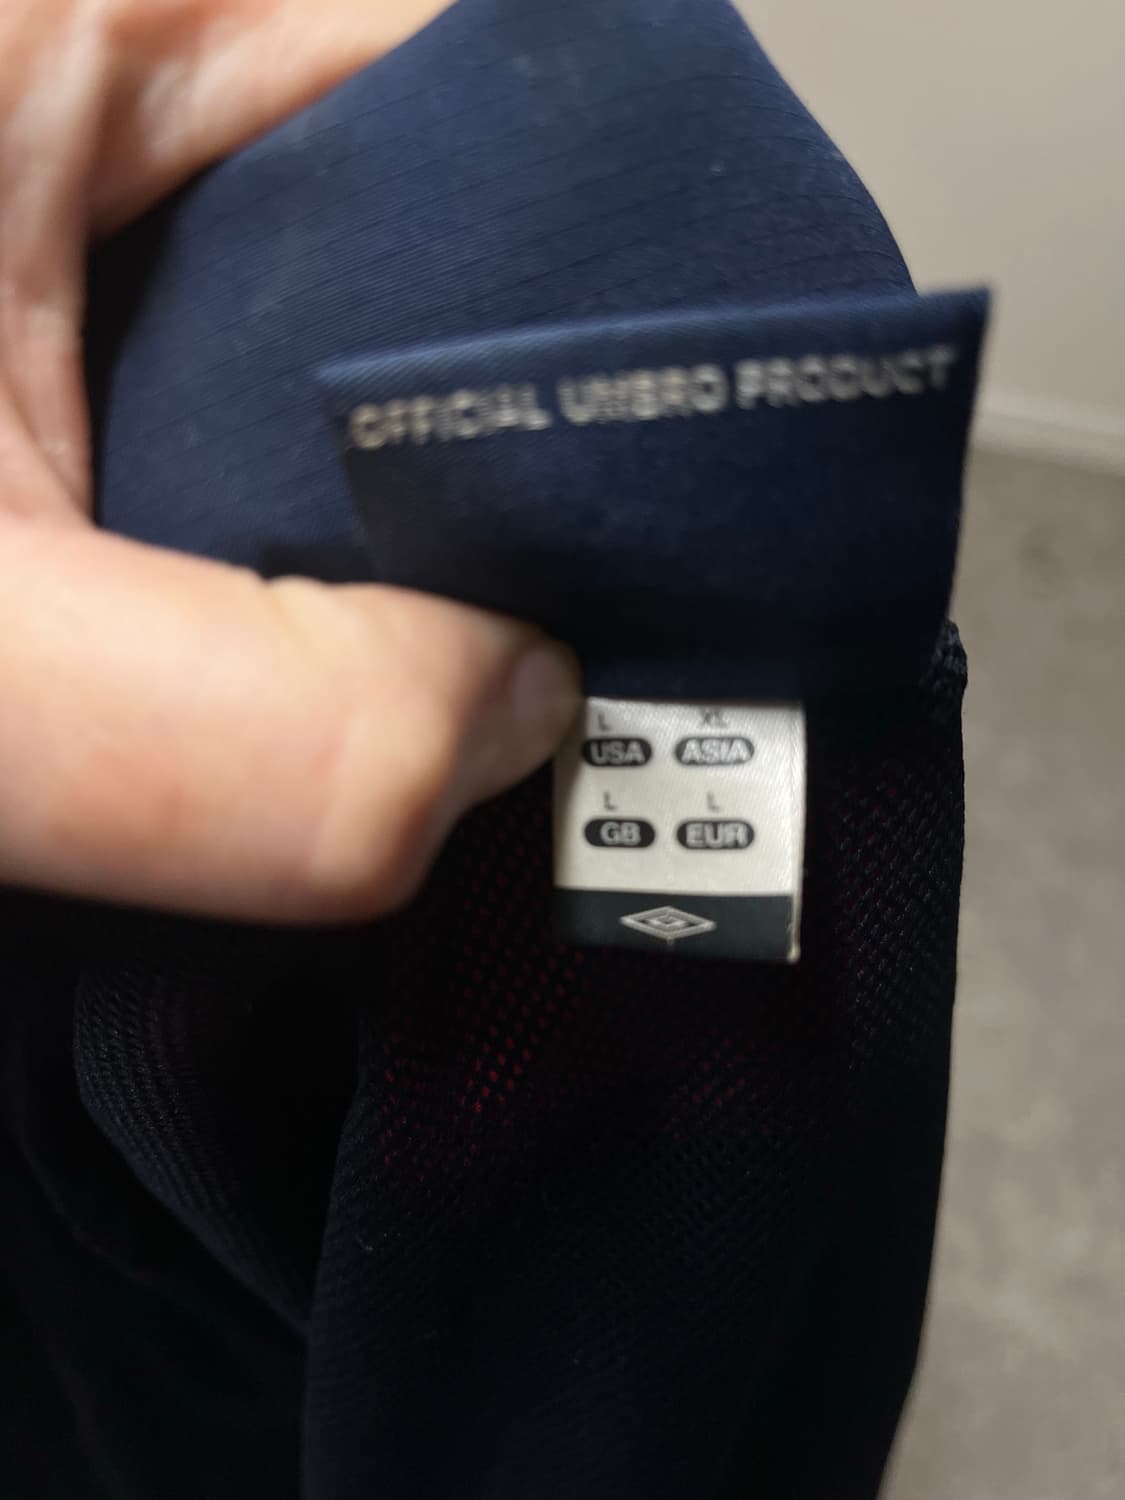 OFFICIAL UMBRO PRODUCT
L XL
USA ASIA
L L
GB EUR